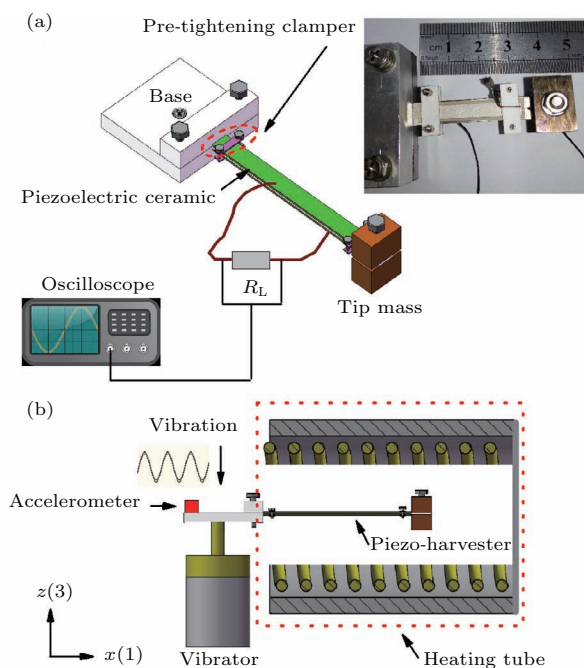 (a)
Pre-tightening clamper
Base
cm 1 2 3 4 5
Piezoelectric ceramic
Oscilloscope
RL
Tip mass
(b)
Vibration
Accelerometer
Piezo-harvester
z(3)
x(1)
Vibrator
Heating tube